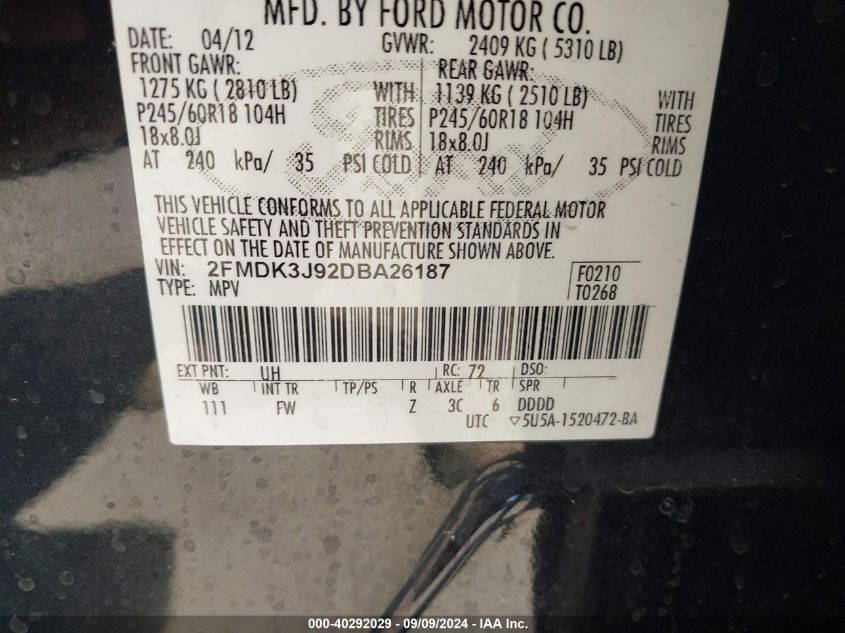 MFD. BY FORD MOTOR CO.
DATE: 04/12 GVWR: 2409 KG ( 5310 LB)
FRONT GAWR: REAR GAWR:
1275 KG ( 2810 LB) WITH 1139 KG ( 2510 LB) WITH
P245/60R18 104H TIRES P245/60R18 104H TIRES
18x8.0J RIMS 18x8.0J RIMS
AT 240 kPa/ 35 PSI COLD AT 240 kPa/ 35 PSI COLD
THIS VEHICLE CONFORMS TO ALL APPLICABLE FEDERAL MOTOR
VEHICLE SAFETY AND THEFT PREVENTION STANDARDS IN
EFFECT ON THE DATE OF MANUFACTURE SHOWN ABOVE.
VIN: 2FMDK3J92DBA26187 F0210
TYPE: MPV T0268
EXT PNT: UH RC: 72 DSO:
WB INT TR TP/PS R AXLE TR SPR
111 FW Z 3C 6 DDDD
UTC ▽5U5A-1520472-BA
000-40292029 - 09/09/2024 - IAA Inc.